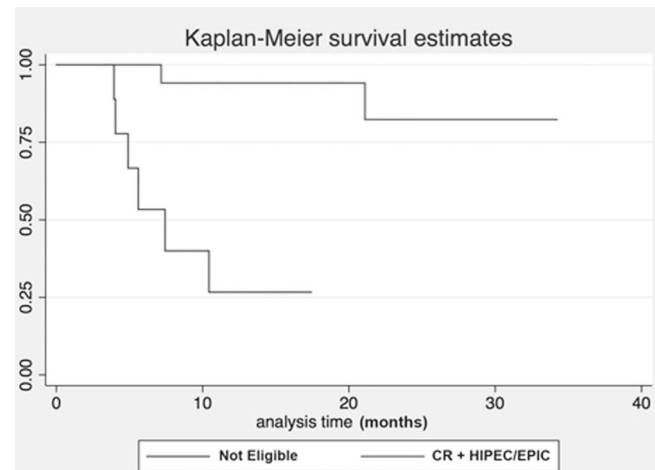 Kaplan-Meier survival estimates
1.00
0.75
0.50
0.25
0.00
0 10 20 30 40
analysis time (months)
Not Eligible CR + HIPEC/EPIC